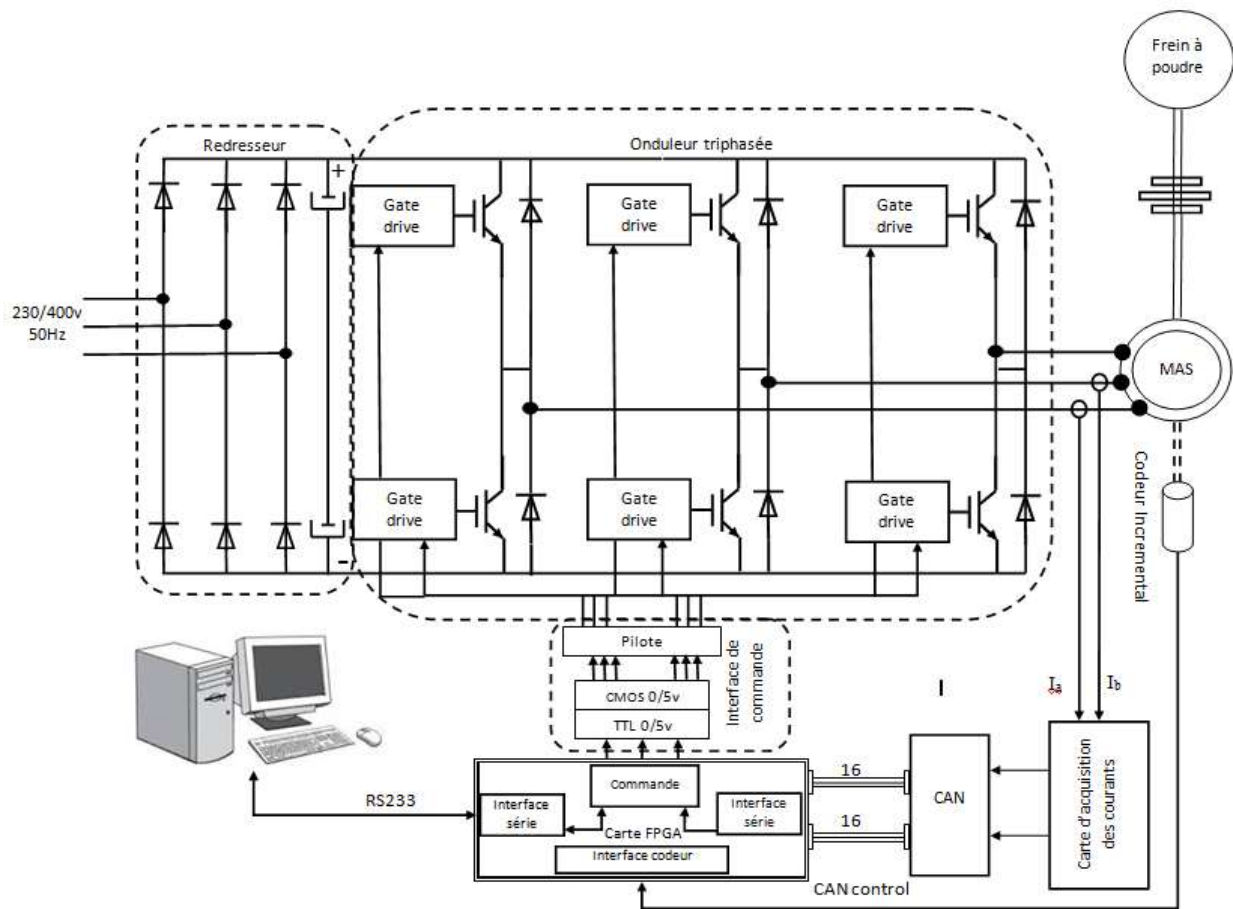 Frein à
poudre
Redresseur
Onduleur triphasée
+
Gate
drive
Gate
drive
Gate
drive
230/400v
50Hz
MAS
Gate
drive
Gate
drive
Gate
drive
-
Codeur Incremental
Pilote
CMOS 0/5v
TTL 0/5v
Interface de
commande
I
Ia
Ib
RS233
Commande
Interface
série
Interface
série
Carte FPGA
Interface codeur
16
16
CAN
Carte d'acquisition
des courants
CAN control